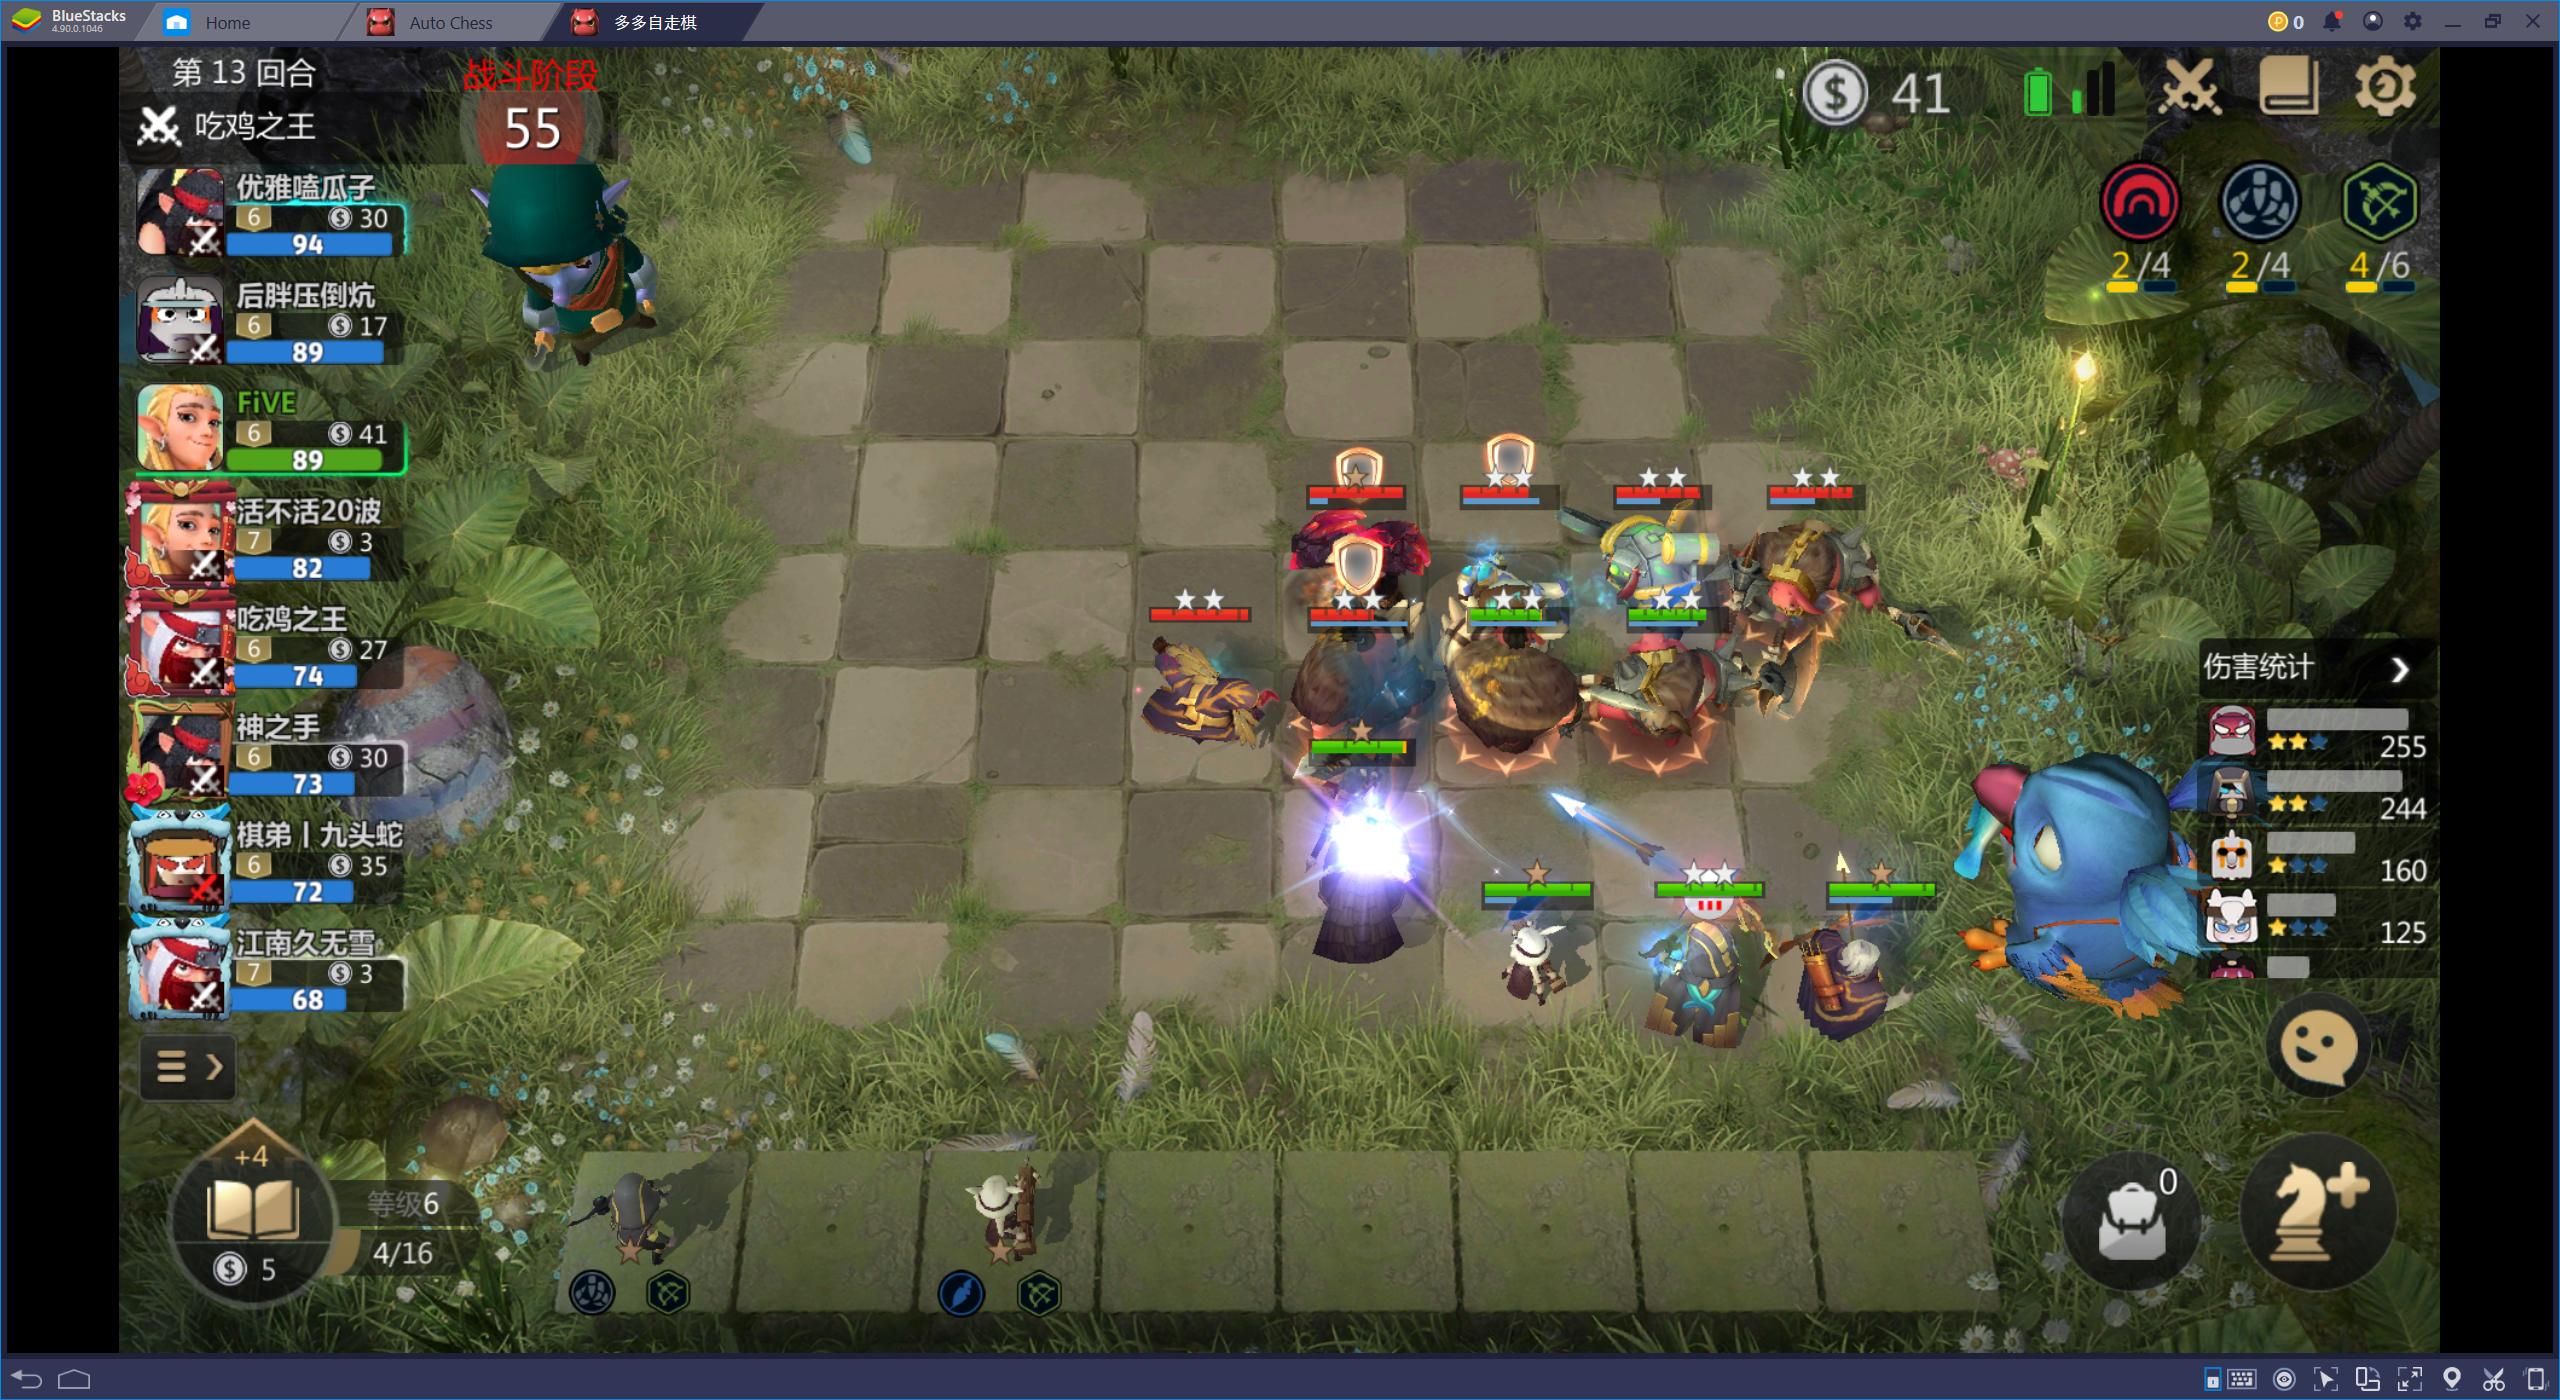 BlueStacks
4.90.0.1046
Home
Auto Chess
多多自走棋
0
第 13 回合
战斗阶段
吃鸡之王
55
41
优雅嗑瓜子
6 30
94
后胖压倒炕
6 17
89
FiVE
6 41
89
活不活20波
7 3
82
吃鸡之王
6 27
74
神之手
6 30
73
棋弟丨九头蛇
6 35
72
江南久无雪
7 3
68
2/4
2/4
4/6
伤害统计
255
244
160
125
+4
等级6
4/16
5
0